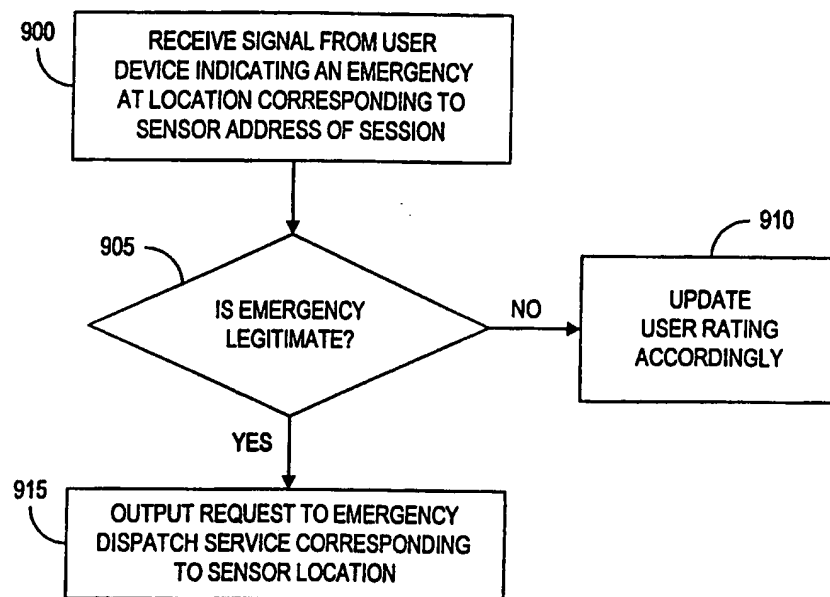 900
RECEIVE SIGNAL FROM USER
DEVICE INDICATING AN EMERGENCY
AT LOCATION CORRESPONDING TO
SENSOR ADDRESS OF SESSION
905
IS EMERGENCY
LEGITIMATE?
NO
910
UPDATE
USER RATING
ACCORDINGLY
YES
915
OUTPUT REQUEST TO EMERGENCY
DISPATCH SERVICE CORRESPONDING
TO SENSOR LOCATION